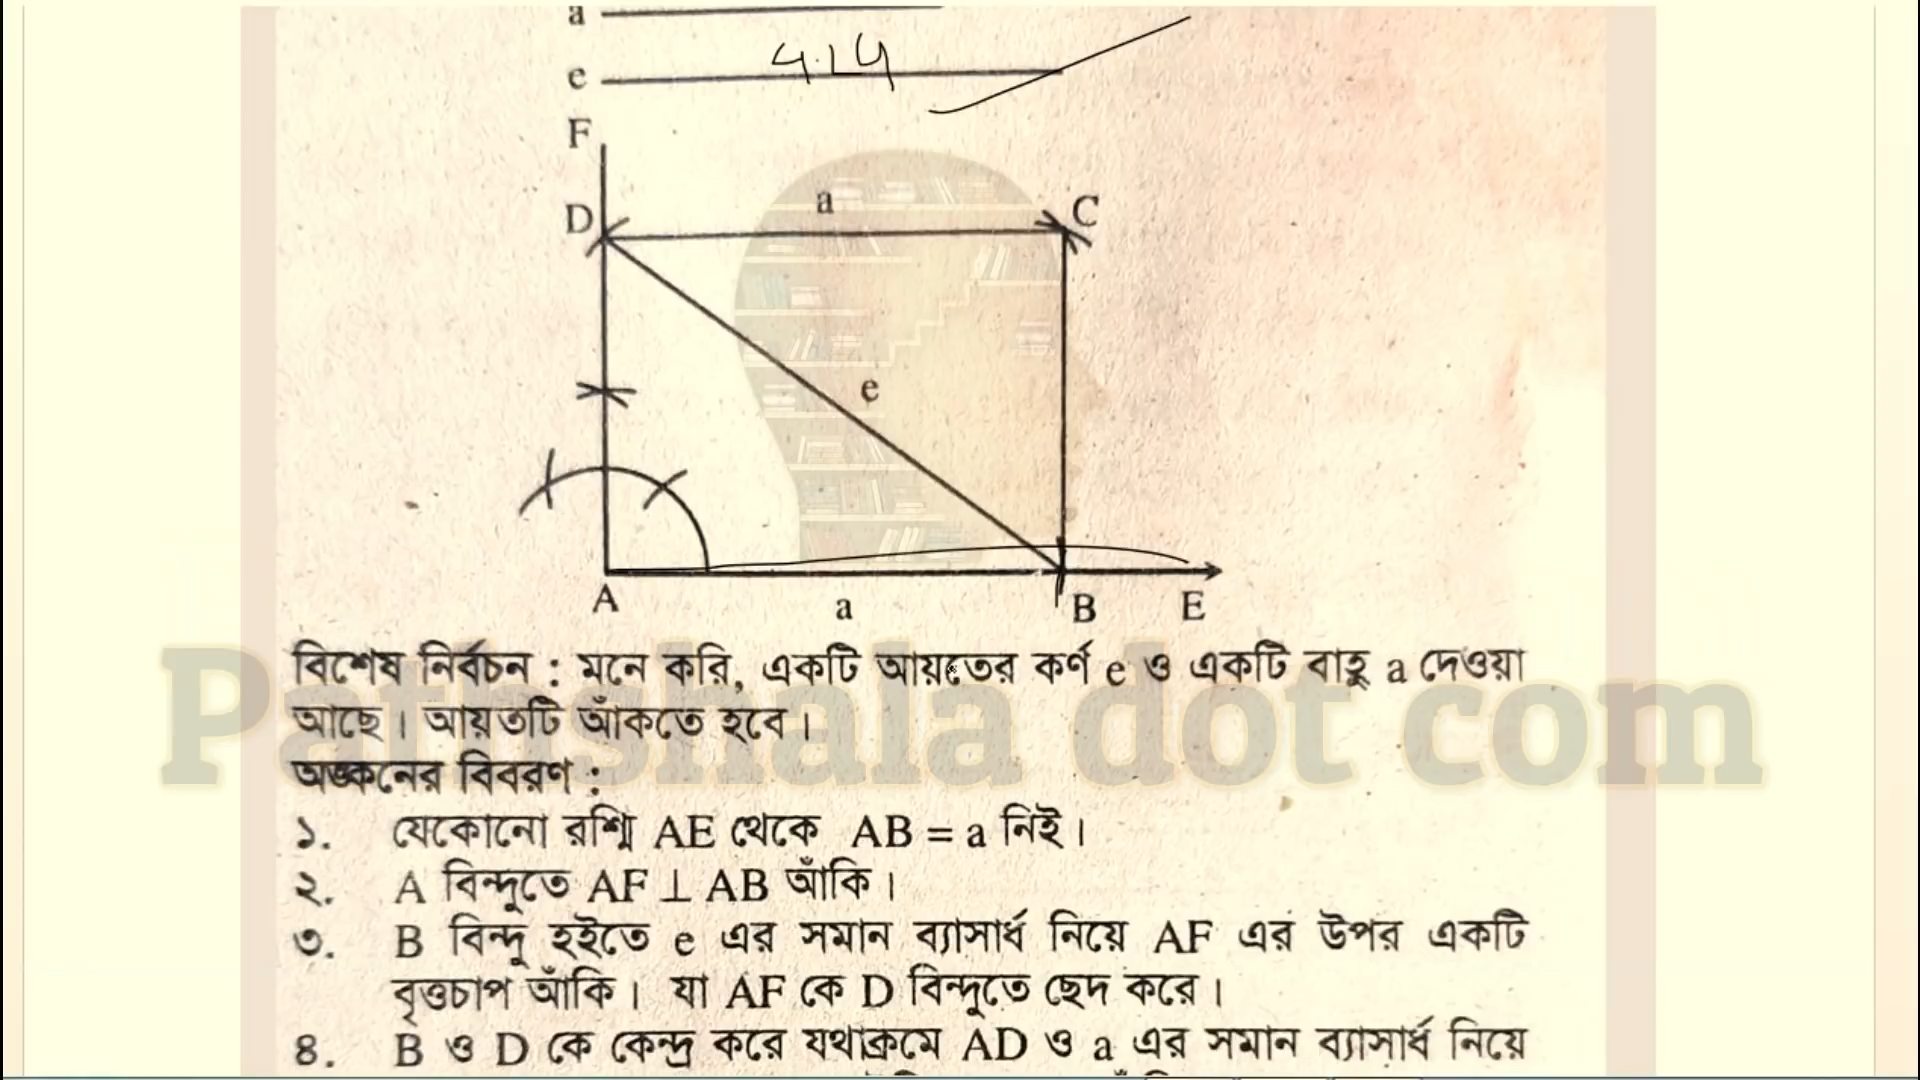 a
e
F
D
a
C
e
A
a
B
E
বিশেষ নির্বচন : মনে করি, একটি আয়তের কর্ণ e ও একটি বাহু a দেওয়া
আছে। আয়তটি আঁকতে হবে।
Pathshala dot com
অঙ্কনের বিবরণ :
১. যেকোনো রশ্মি AE থেকে AB = a নিই।
২. A বিন্দুতে AF ⊥ AB আঁকি।
৩. B বিন্দু হইতে e এর সমান ব্যাসার্ধ নিয়ে AF এর উপর একটি
বৃত্তচাপ আঁকি। যা AF কে D বিন্দুতে ছেদ করে।
৪. B ও D কে কেন্দ্র করে যথাক্রমে AD ও a এর সমান ব্যাসার্ধ নিয়ে